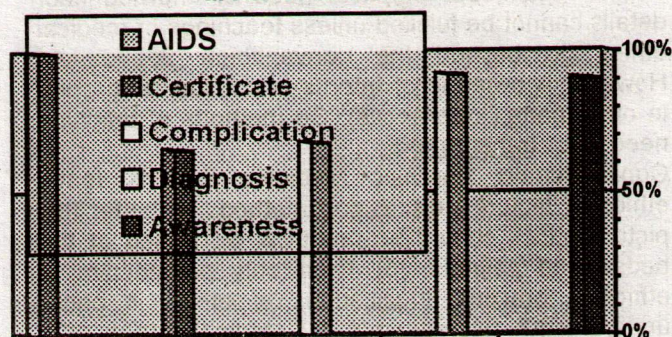 AIDS
100%
Certificate
Complication
Diagnosis
50%
Awareness
0%